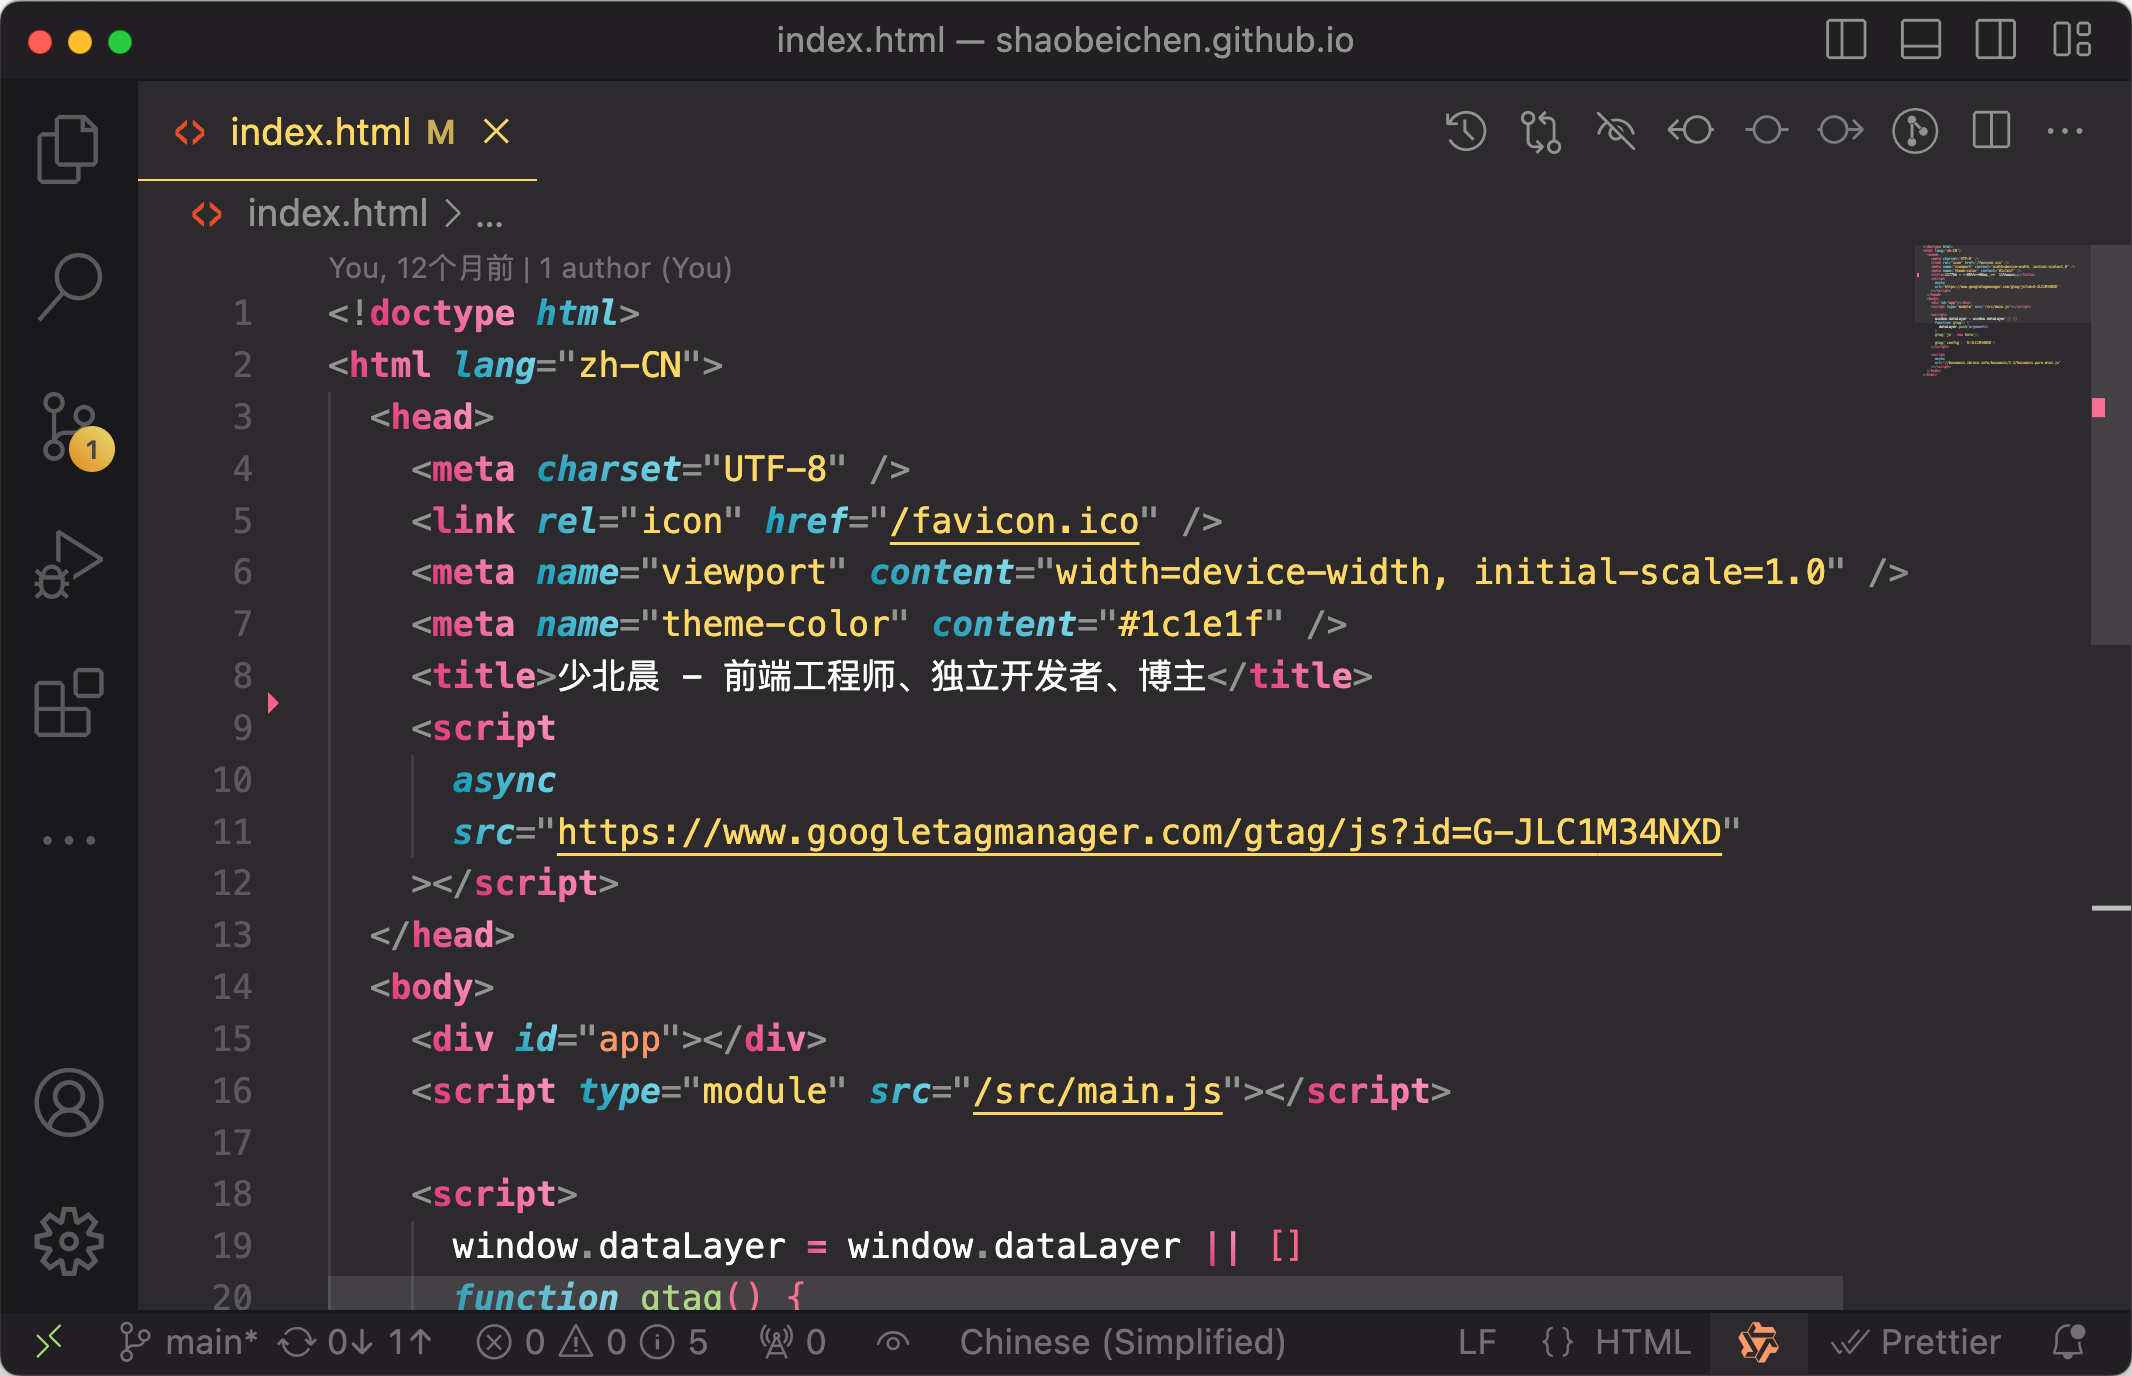 index.html — shaobeichen.github.io
index.html M
index.html > ...
You, 12个月前 | 1 author (You)
1 <!doctype html>
2 <html lang="zh-CN">
3 <head>
4 <meta charset="UTF-8" />
5 <link rel="icon" href="/favicon.ico" />
6 <meta name="viewport" content="width=device-width, initial-scale=1.0" />
7 <meta name="theme-color" content="#1c1e1f" />
8 <title>少北晨 - 前端工程师、独立开发者、博主</title>
9 <script
10 async
11 src="https://www.googletagmanager.com/gtag/js?id=G-JLC1M34NXD"
12 ></script>
13 </head>
14 <body>
15 <div id="app"></div>
16 <script type="module" src="/src/main.js"></script>
17
18 <script>
19 window.dataLayer = window.dataLayer || []
20 function gtag() {
1
main* 0↓ 1↑ 0 0 5 0 Chinese (Simplified) LF {} HTML Prettier